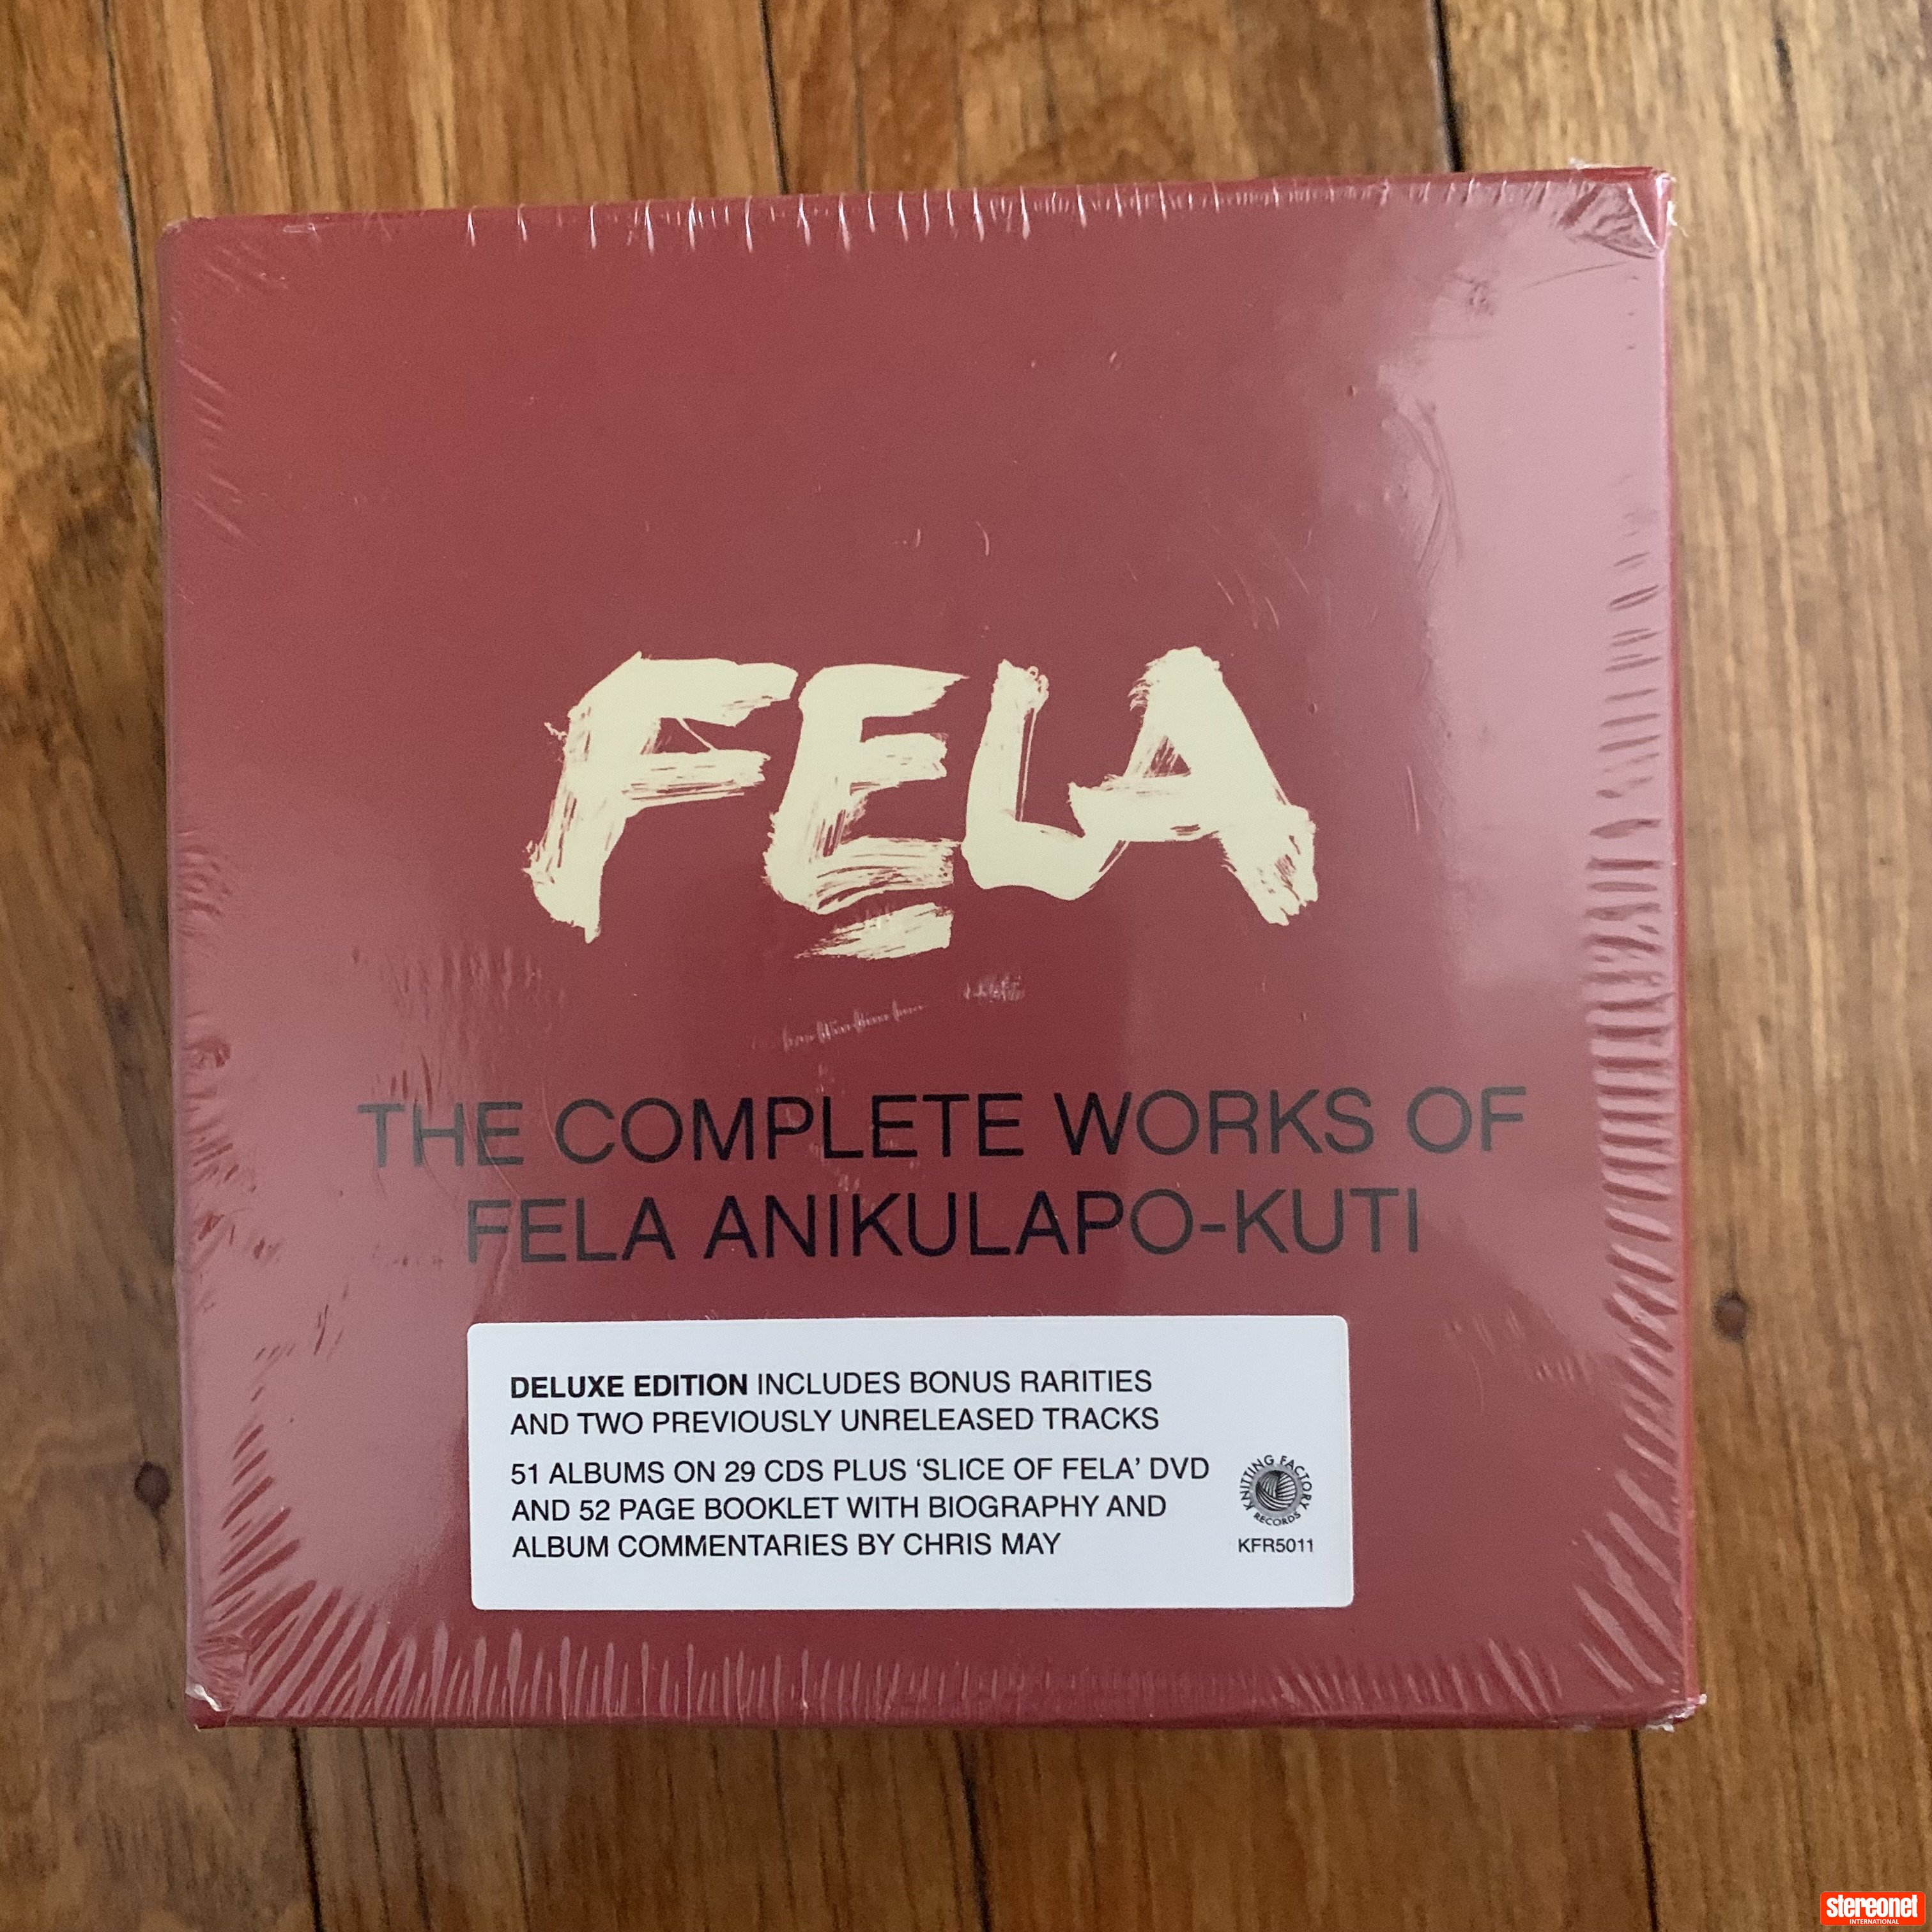 FELA
THE COMPLETE WORKS OF
FELA ANIKULAPO-KUTI
DELUXE EDITION INCLUDES BONUS RARITIES
AND TWO PREVIOUSLY UNRELEASED TRACKS
51 ALBUMS ON 29 CDS PLUS ‘SLICE OF FELA’ DVD
AND 52 PAGE BOOKLET WITH BIOGRAPHY AND
ALBUM COMMENTARIES BY CHRIS MAY
KNITTING FACTORY
RECORDS
KFR5011
stereonet
INTERNATIONAL